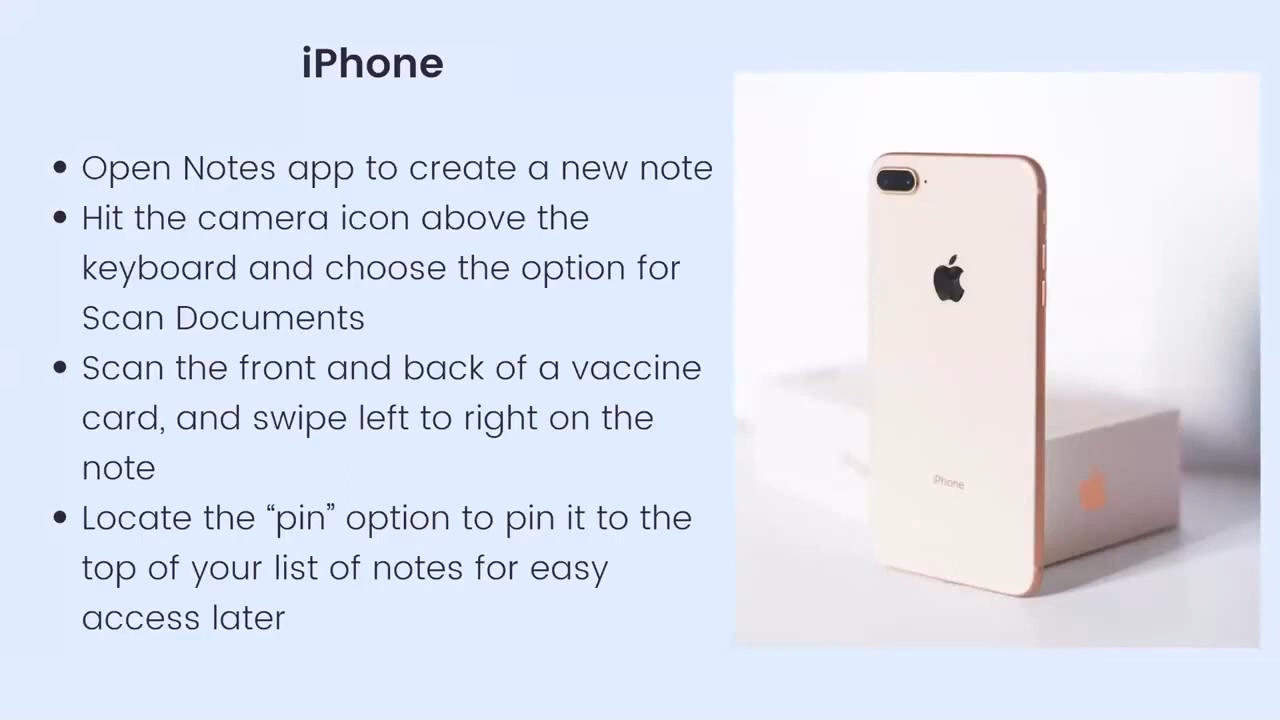 iPhone
• Open Notes app to create a new note
• Hit the camera icon above the
keyboard and choose the option for
Scan Documents
• Scan the front and back of a vaccine
card, and swipe left to right on the
note
• Locate the “pin” option to pin it to the
top of your list of notes for easy
access later
iPhone